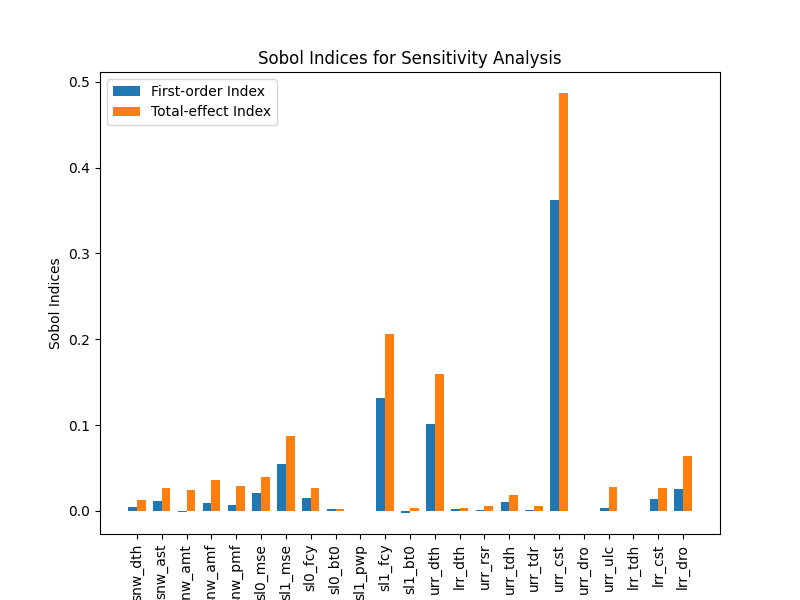 Sobol Indices for Sensitivity Analysis
First-order Index
Total-effect Index
Sobol Indices
0.5
0.4
0.3
0.2
0.1
0.0
snw_dth
snw_ast
nw_amt
nw_amf
nw_pmf
sl0_mse
sl1_mse
sl0_fcy
sl0_bt0
sl1_pwp
sl1_fcy
sl1_bt0
urr_dth
lrr_dth
urr_rsr
urr_tdh
urr_tdr
urr_cst
urr_dro
urr_ulc
lrr_tdh
lrr_cst
lrr_dro